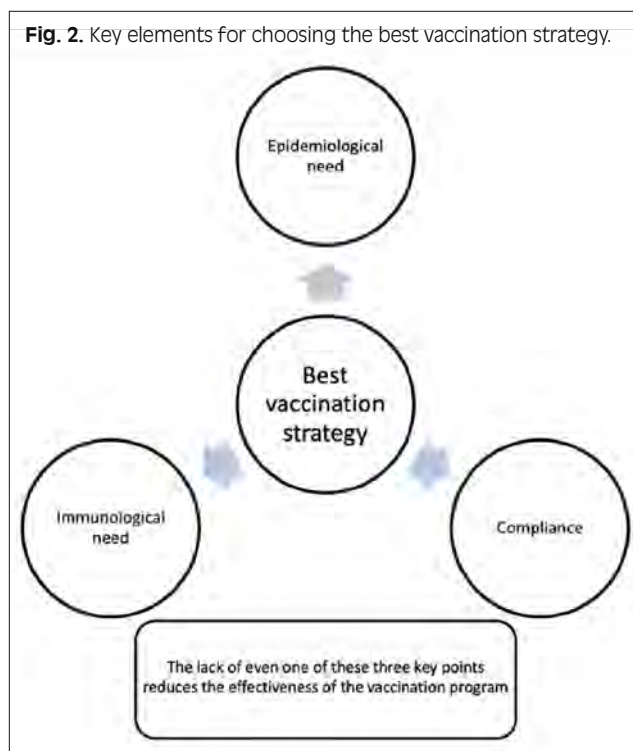 Fig. 2. Key elements for choosing the best vaccination strategy.
Epidemiological
need
Best
vaccination
strategy
Immunological
need
Compliance
The lack of even one of these three key points
reduces the effectiveness of the vaccination program